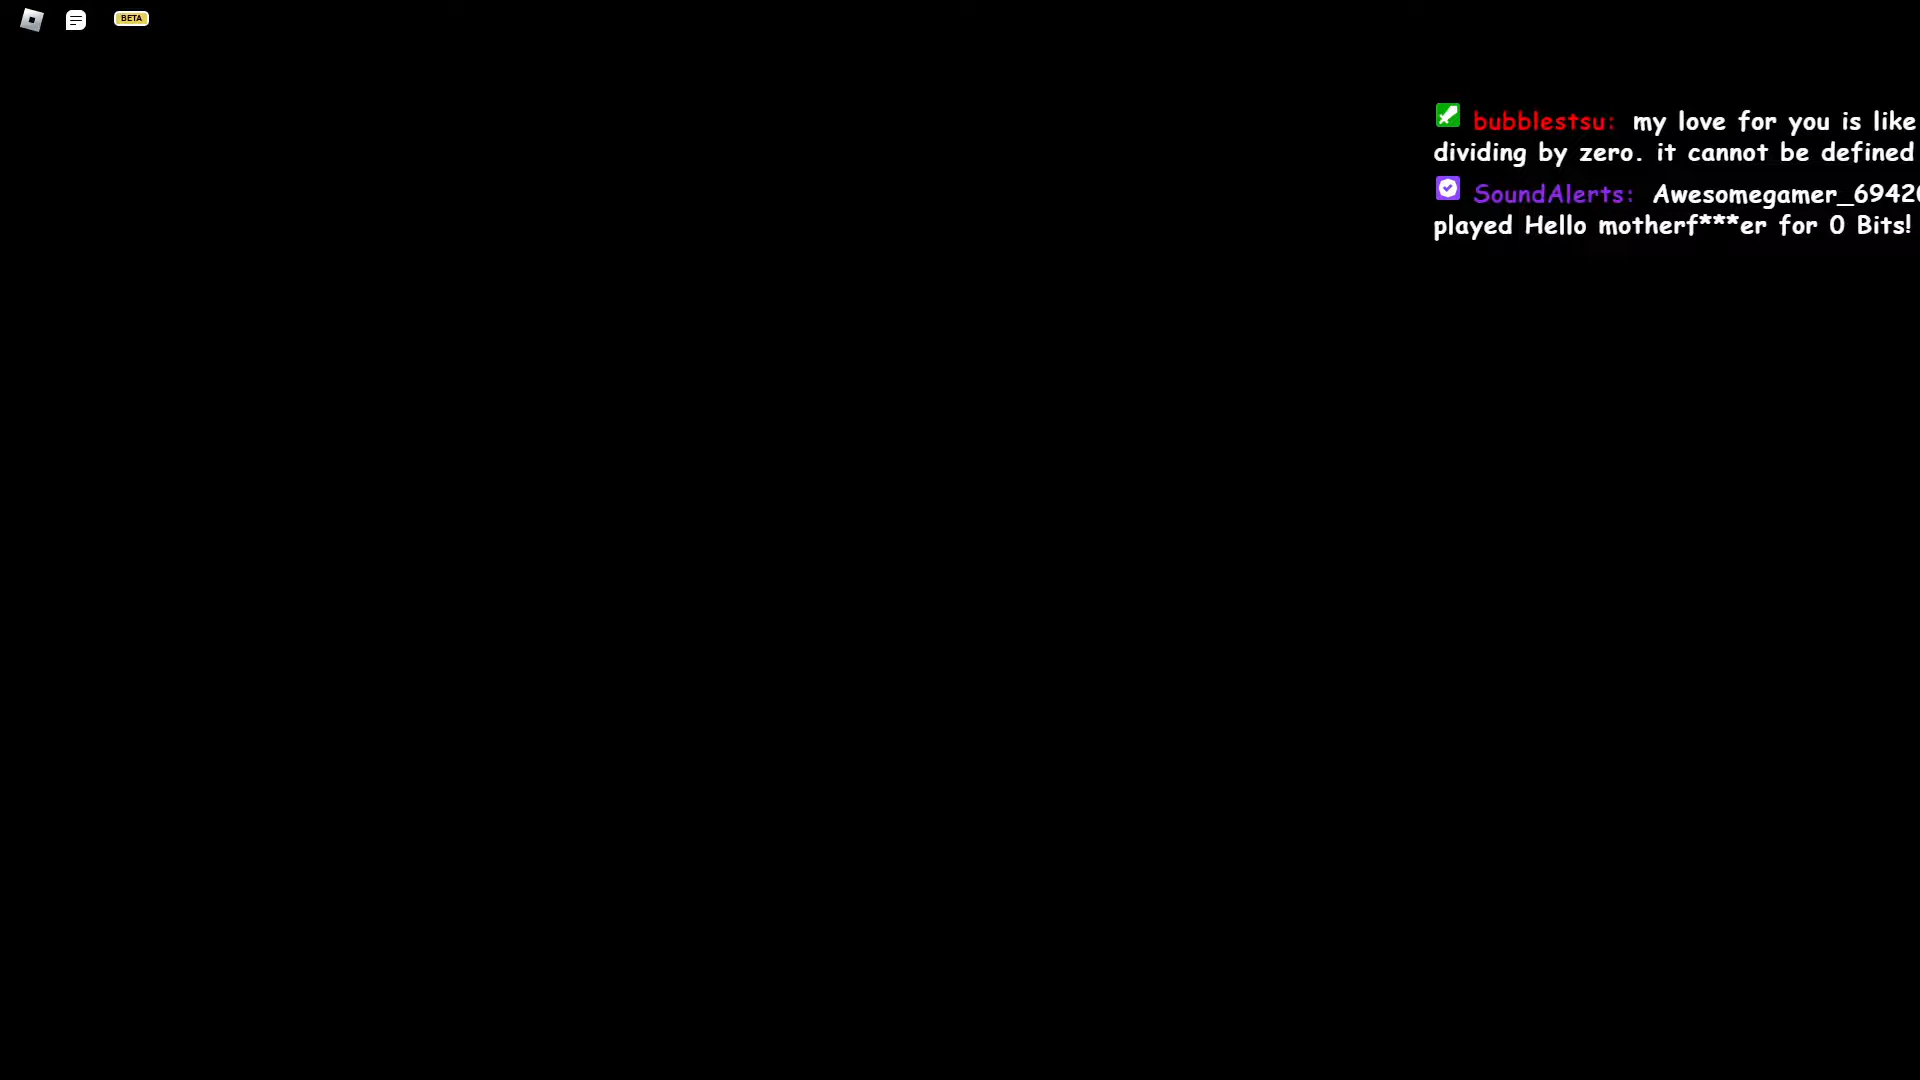 BETA
bubblestsu: my love for you is like
dividing by zero. it cannot be defined
SoundAlerts: Awesomegamer_69420
played Hello motherf***er for 0 Bits!